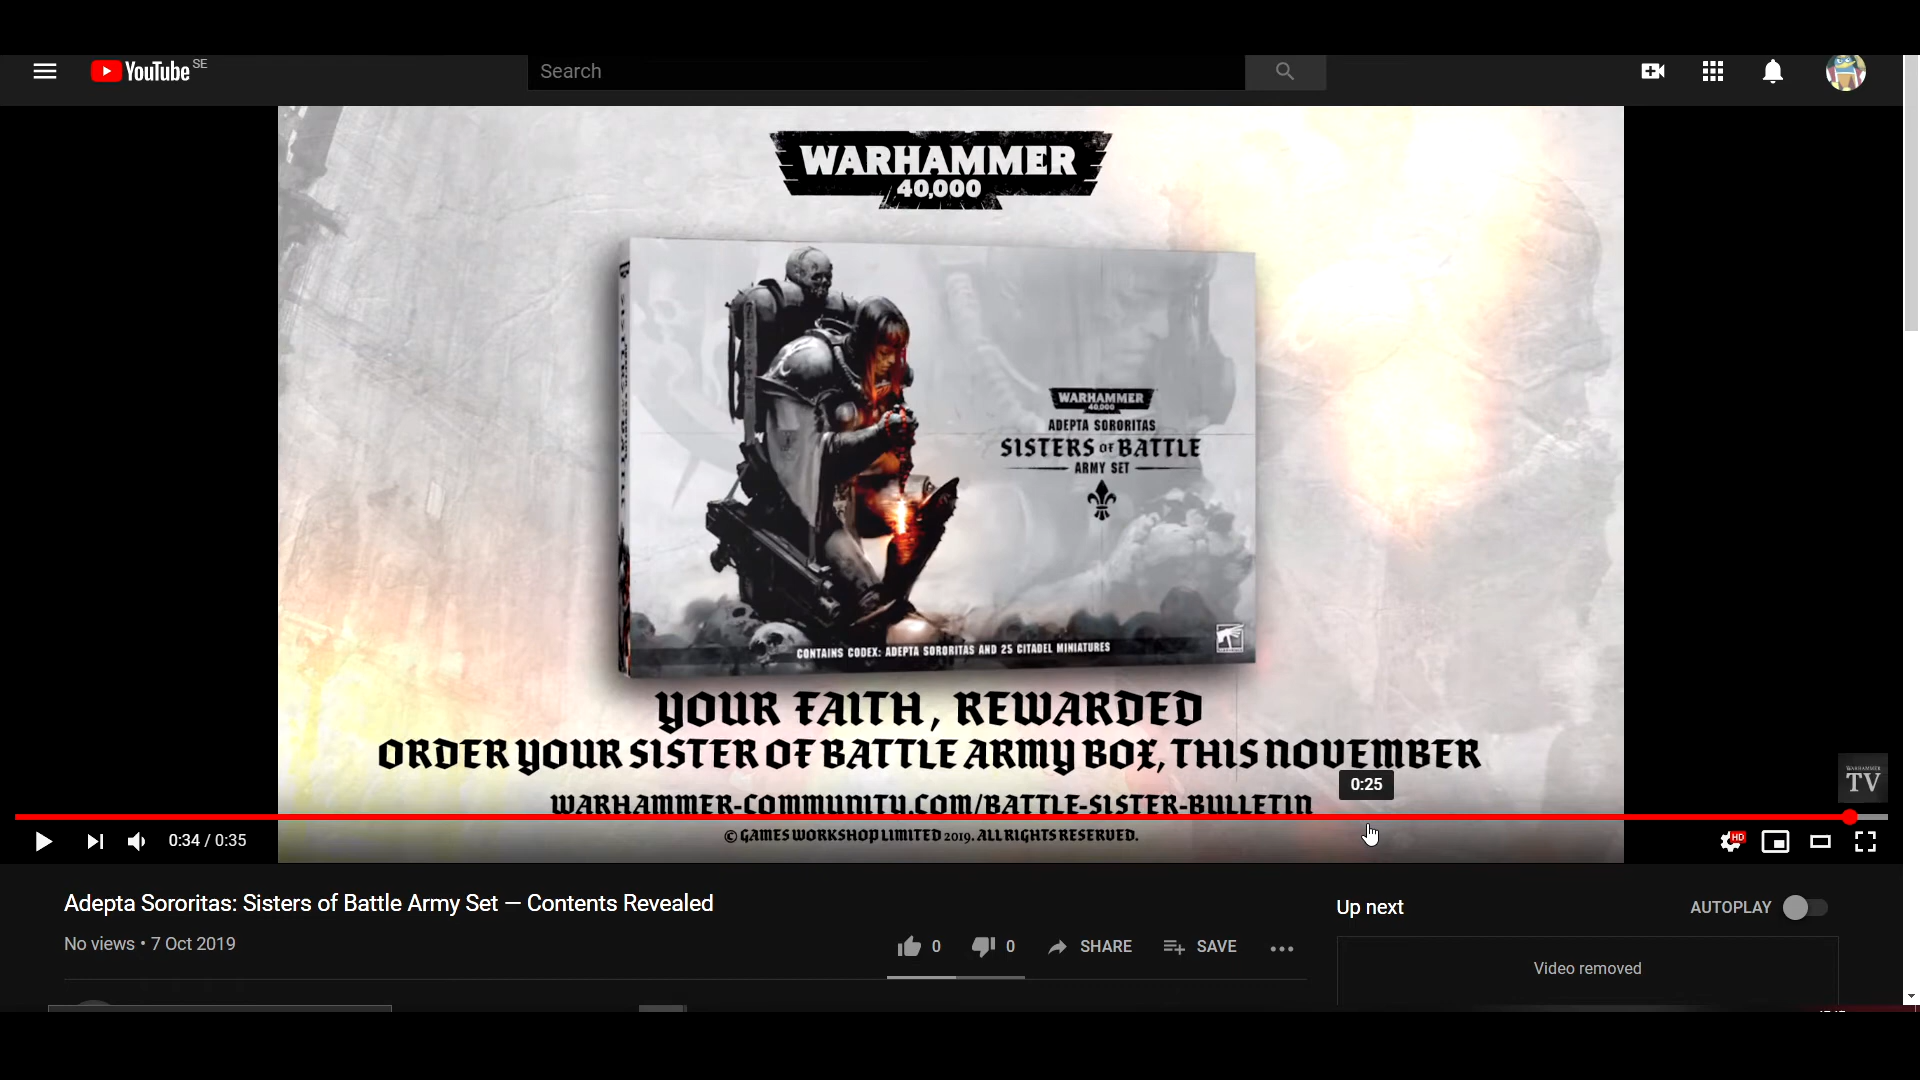 YouTube SE
Search
WARHAMMER
40,000
WARHAMMER
40,000
ADEPTA SORORITAS
SISTERS OF BATTLE
ARMY SET
CONTAINS CODEX: ADEPTA SORORITAS AND 25 CITADEL MINIATURES
YOUR FAITH, REWARDED
ORDER YOUR SISTER OF BATTLE ARMY BOX, THIS NOVEMBER
0:25
WARHAMMER TV
WARHAMMER-COMMUNITY.COM/BATTLE-SISTER-BULLETIN
© GAMES WORKSHOP LIMITED 2019. ALL RIGHTS RESERVED.
0:34 / 0:35
HD
Adepta Sororitas: Sisters of Battle Army Set — Contents Revealed
Up next
AUTOPLAY
No views • 7 Oct 2019
0
0
SHARE
SAVE
Video removed